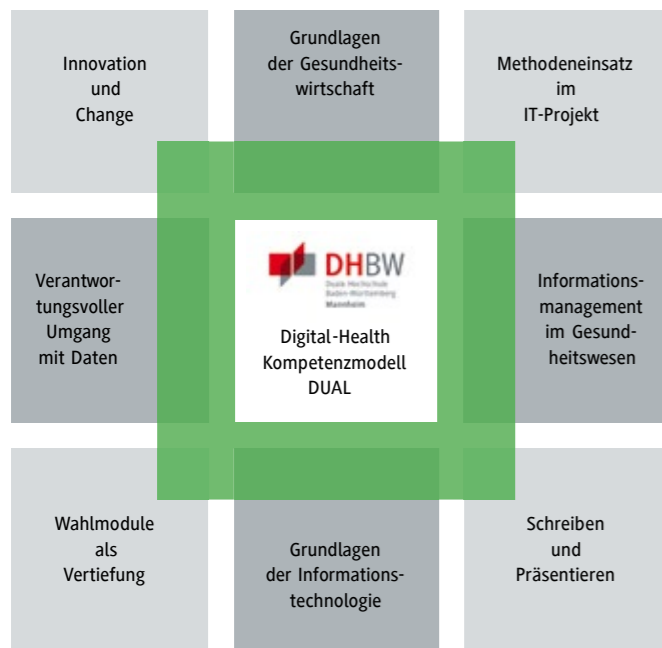 Innovation
und
Change
Grundlagen
der Gesundheits-
wirtschaft
Methodeneinsatz
im
IT-Projekt
Verantwor-
tungsvoller
Umgang
mit Daten
DHBW
Duale Hochschule
Baden-Württemberg
Mannheim
Digital-Health
Kompetenzmodell
DUAL
Informations-
management
im Gesund-
heitswesen
Wahlmodule
als
Vertiefung
Grundlagen
der Informations-
technologie
Schreiben
und
Präsentieren